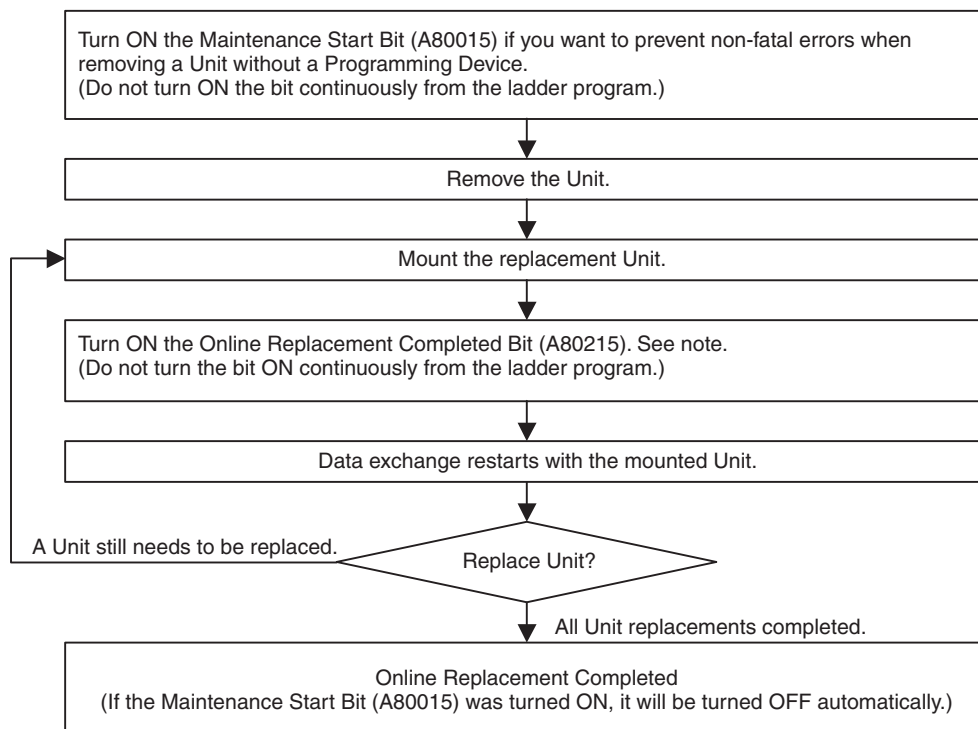 Turn ON the Maintenance Start Bit (A80015) if you want to prevent non-fatal errors when
removing a Unit without a Programming Device.
(Do not turn ON the bit continuously from the ladder program.)
Remove the Unit.
Mount the replacement Unit.
Turn ON the Online Replacement Completed Bit (A80215). See note.
(Do not turn the bit ON continuously from the ladder program.)
Data exchange restarts with the mounted Unit.
A Unit still needs to be replaced.
Replace Unit?
All Unit replacements completed.
Online Replacement Completed
(If the Maintenance Start Bit (A80015) was turned ON, it will be turned OFF automatically.)